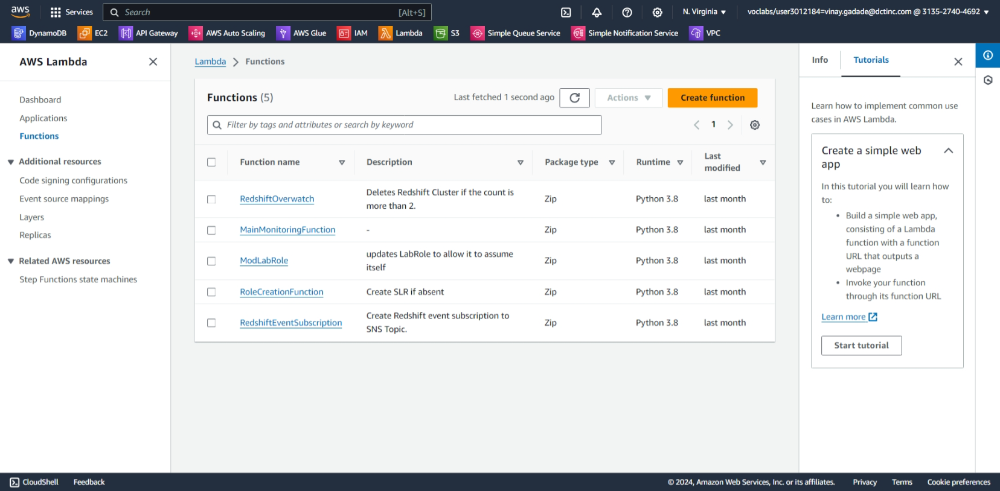 aws
Services
Search
[Alt+S]
N. Virginia
voclabs/user3012184=vinay.gadade@dctinc.com @ 3135-2740-4692
DynamoDB
EC2
API Gateway
AWS Auto Scaling
AWS Glue
IAM
Lambda
S3
Simple Queue Service
Simple Notification Service
VPC
AWS Lambda
Dashboard
Applications
Functions
Additional resources
Code signing configurations
Event source mappings
Layers
Replicas
Related AWS resources
Step Functions state machines
Lambda
Functions
Functions (5)
Last fetched 1 second ago
Actions
Create function
Filter by tags and attributes or search by keyword
1
Function name
Description
Package type
Runtime
Last
modified
RedshiftOverwatch
Deletes Redshift Cluster if the count is
more than 2.
Zip
Python 3.8
last month
MainMonitoringFunction
-
Zip
Python 3.8
last month
ModLabRole
updates LabRole to allow it to assume
itself
Zip
Python 3.8
last month
RoleCreationFunction
Create SLR if absent
Zip
Python 3.8
last month
RedshiftEventSubscription
Create Redshift event subscription to
SNS Topic.
Zip
Python 3.8
last month
Info
Tutorials
Learn how to implement common use
cases in AWS Lambda.
Create a simple web
app
In this tutorial you will learn how
to:
• Build a simple web app,
consisting of a Lambda
function with a function
URL that outputs a
webpage
• Invoke your function
through its function URL
Learn more
Start tutorial
CloudShell
Feedback
© 2024, Amazon Web Services, Inc. or its affiliates.
Privacy
Terms
Cookie preferences